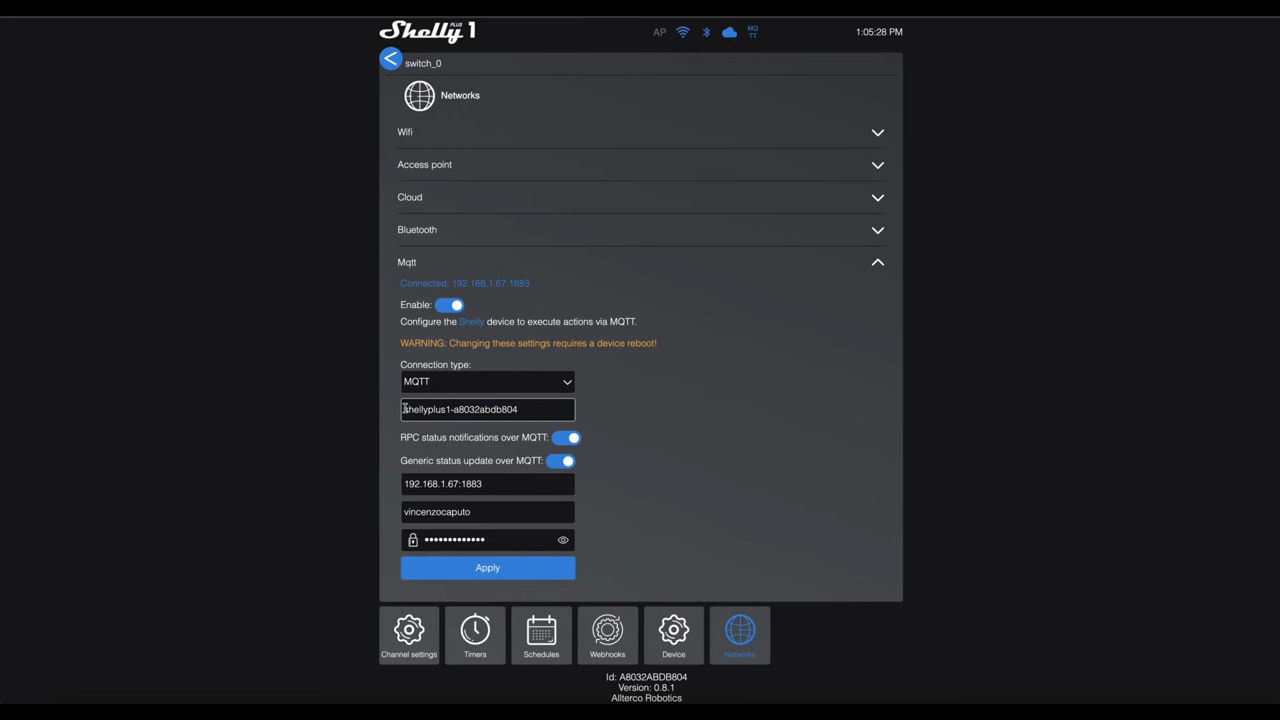 Shelly PLUS 1
AP
MQ
TT
1:05:28 PM
switch_0
Networks
Wifi
Access point
Cloud
Bluetooth
Mqtt
Connected: 192.168.1.67:1883
Enable:
Configure the Shelly device to execute actions via MQTT.
WARNING: Changing these settings requires a device reboot!
Connection type:
MQTT
shellyplus1-a8032abdb804
RPC status notifications over MQTT:
Generic status update over MQTT:
192.168.1.67:1883
vincenzocaputo
•••••••••••••
Apply
Channel settings
Timers
Schedules
Webhooks
Device
Networks
Id: A8032ABDB804
Version: 0.8.1
Allterco Robotics